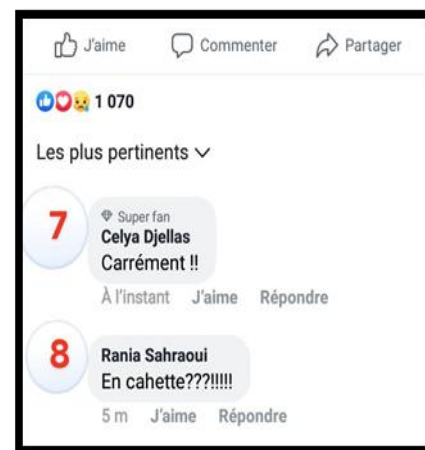 J'aime Commenter Partager
1 070
Les plus pertinents
7
Super fan
Celya Djellas
Carrément !!
À l'instant J'aime Répondre
8
Rania Sahraoui
En cahette???!!!!!
5 m J'aime Répondre